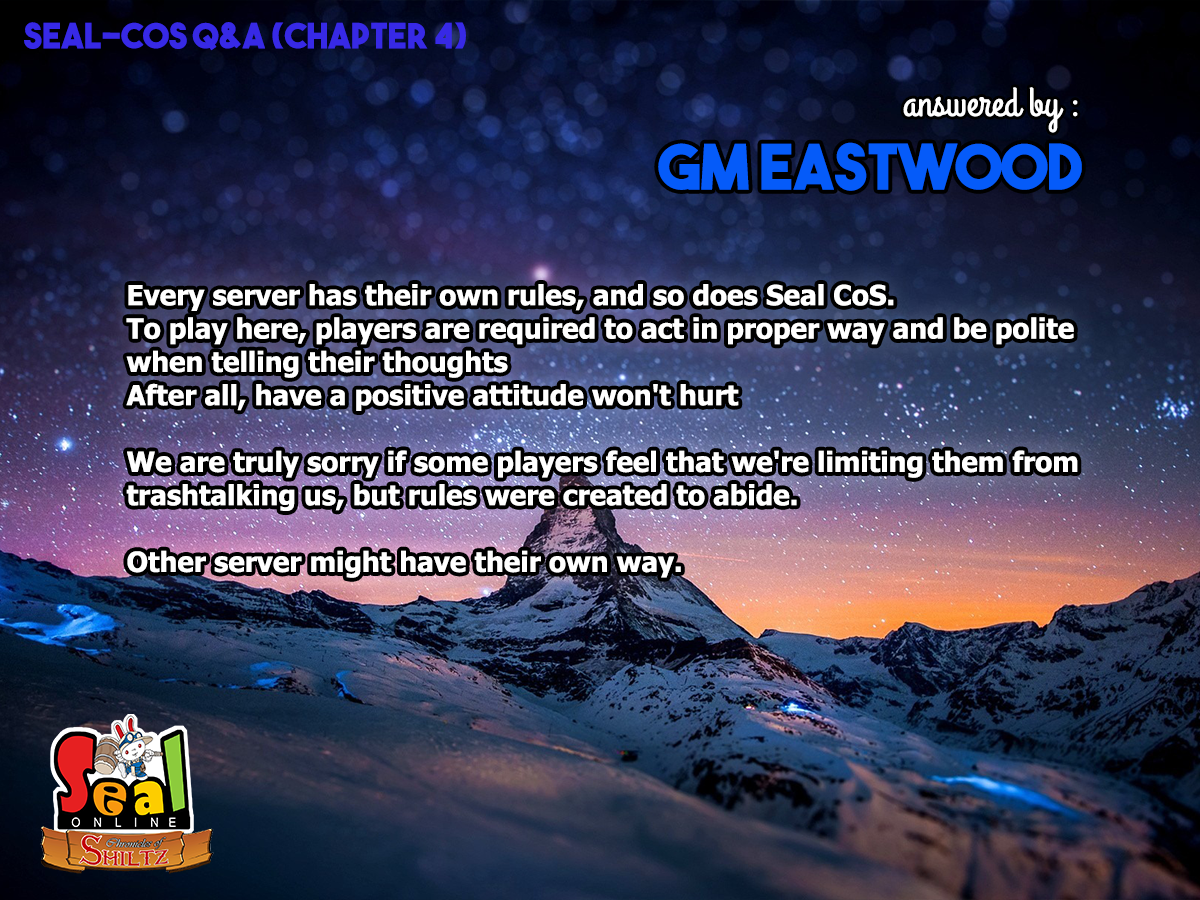 SEAL-COS Q&A (CHAPTER 4)
answered by :
GM EASTWOOD
Every server has their own rules, and so does Seal CoS.
To play here, players are required to act in proper way and be polite
when telling their thoughts
After all, have a positive attitude won't hurt
We are truly sorry if some players feel that we're limiting them from
trashtalking us, but rules were created to abide.
Other server might have their own way.
Seal
ONLINE
Chronicles of
SHILTZ